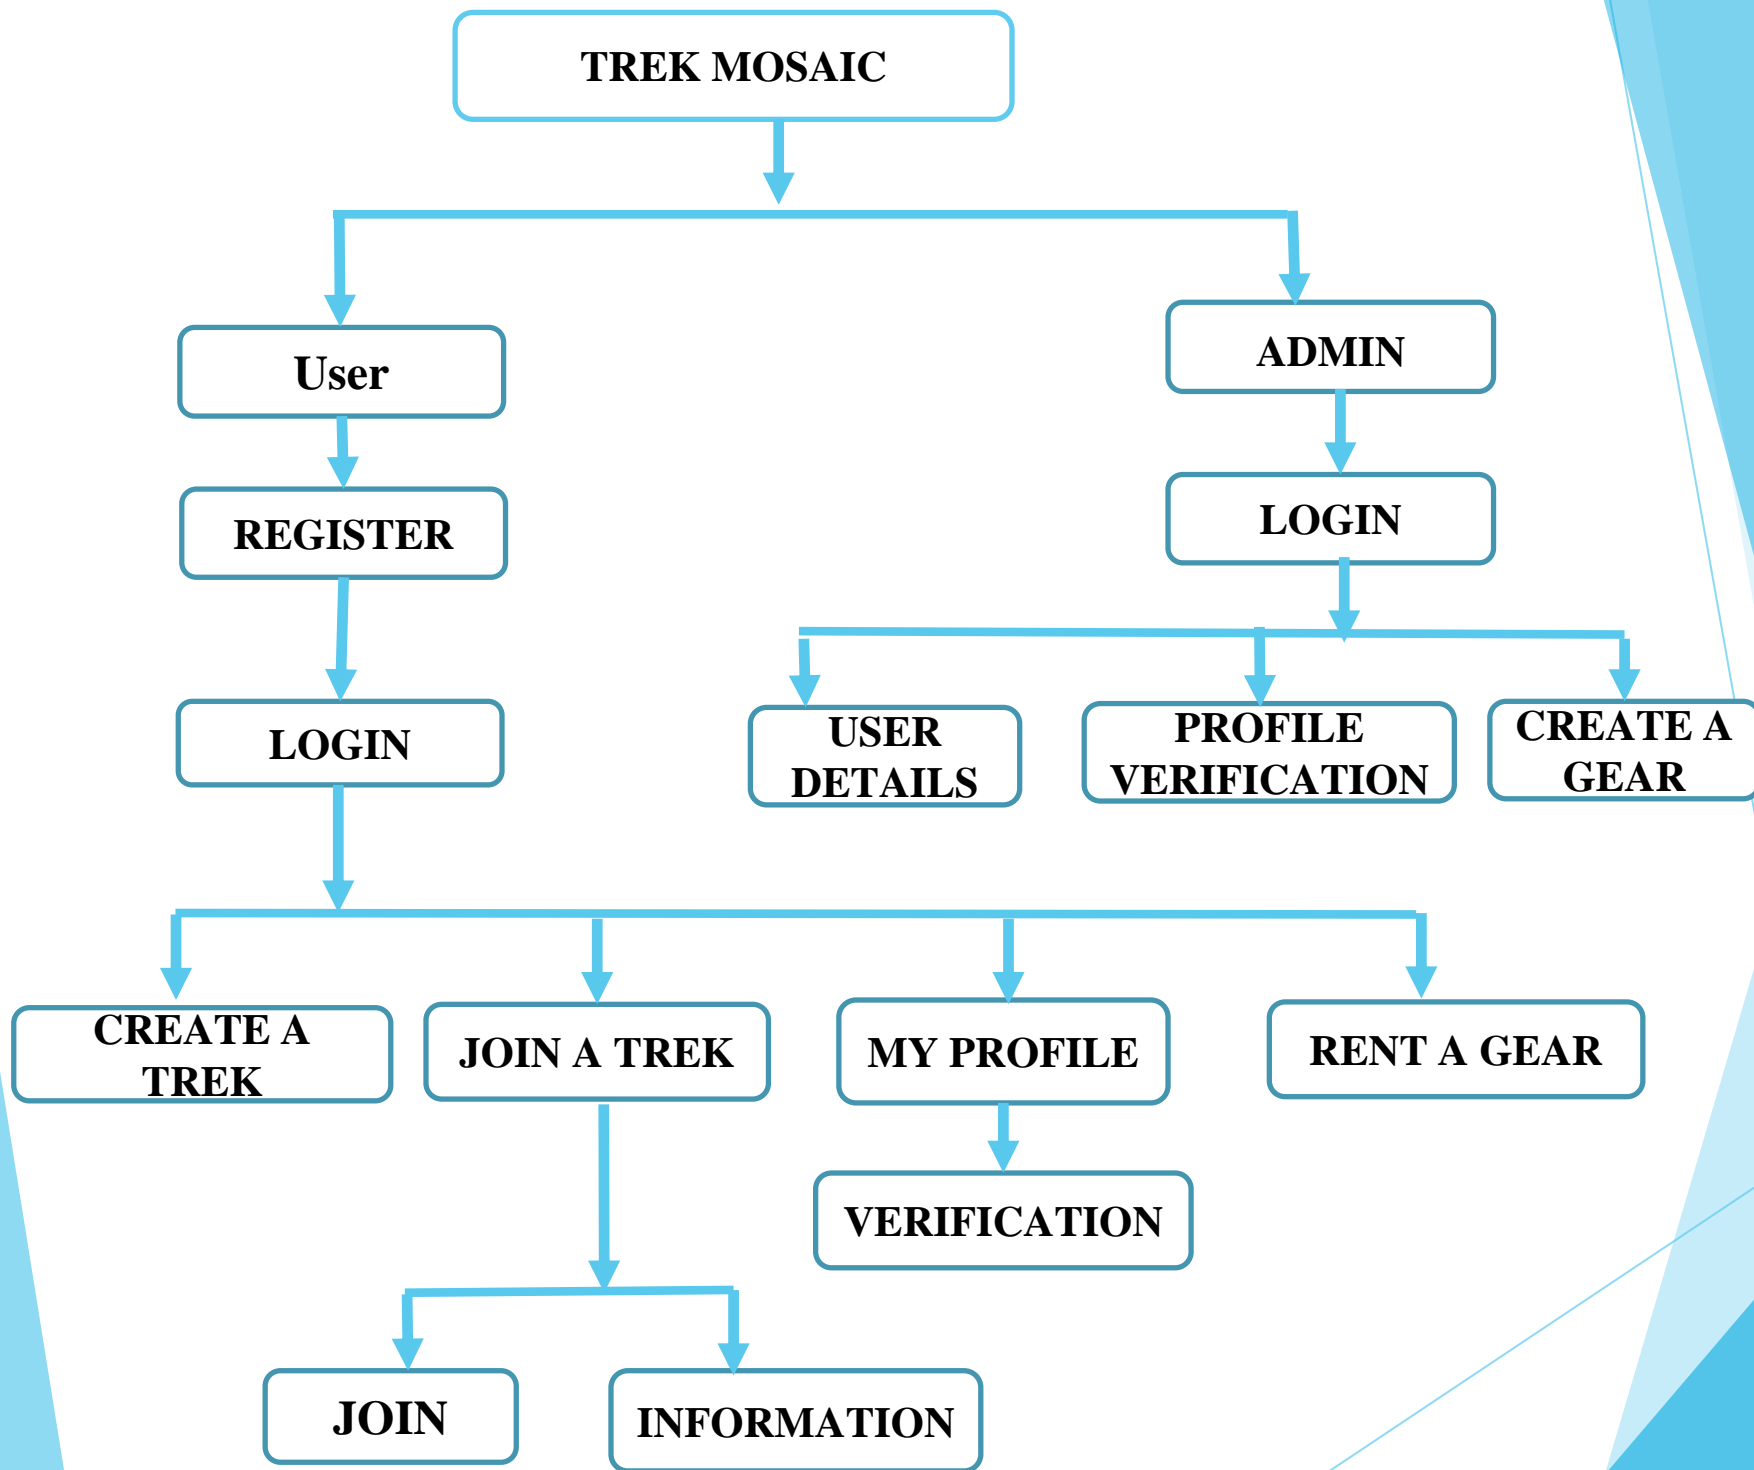 TREK MOSAIC
User
ADMIN
REGISTER
LOGIN
LOGIN
USER
DETAILS
PROFILE
VERIFICATION
CREATE A
GEAR
CREATE A
TREK
JOIN A TREK
MY PROFILE
RENT A GEAR
VERIFICATION
JOIN
INFORMATION